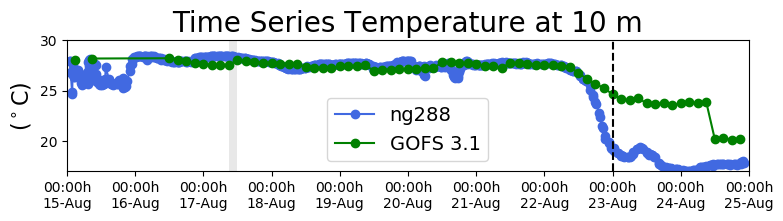 Time Series Temperature at 10 m
(°C)
30
25
20
ng288
GOFS 3.1
00:00h 00:00h 00:00h 00:00h 00:00h 00:00h 00:00h 00:00h 00:00h 00:00h 00:00h
15-Aug 16-Aug 17-Aug 18-Aug 19-Aug 20-Aug 21-Aug 22-Aug 23-Aug 24-Aug 25-Aug